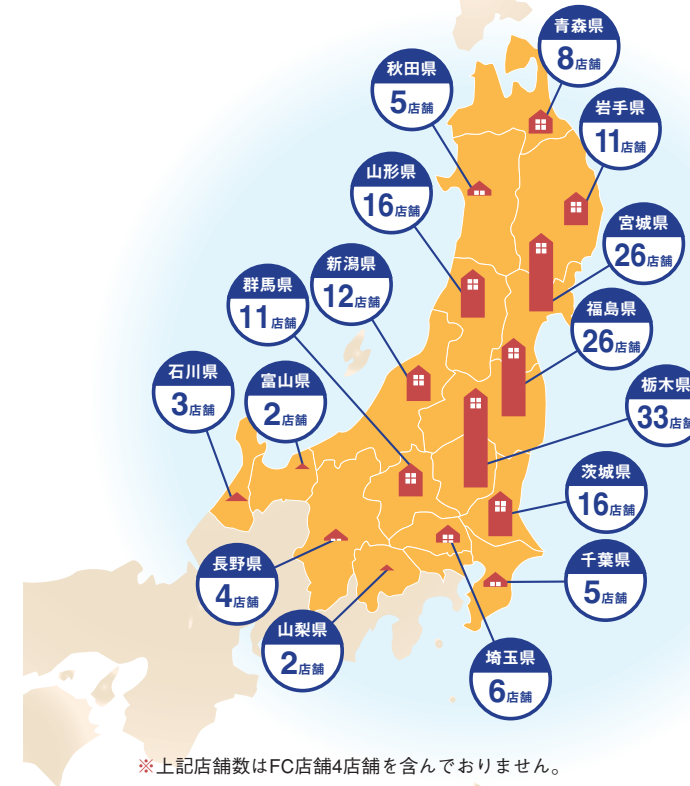 青森県
8店舗
秋田県
5店舗
岩手県
11店舗
山形県
16店舗
宮城県
26店舗
新潟県
12店舗
群馬県
11店舗
福島県
26店舗
石川県
3店舗
富山県
2店舗
栃木県
33店舗
茨城県
16店舗
長野県
4店舗
千葉県
5店舗
山梨県
2店舗
埼玉県
6店舗
※上記店舗数はFC店舗4店舗を含んでおりません。